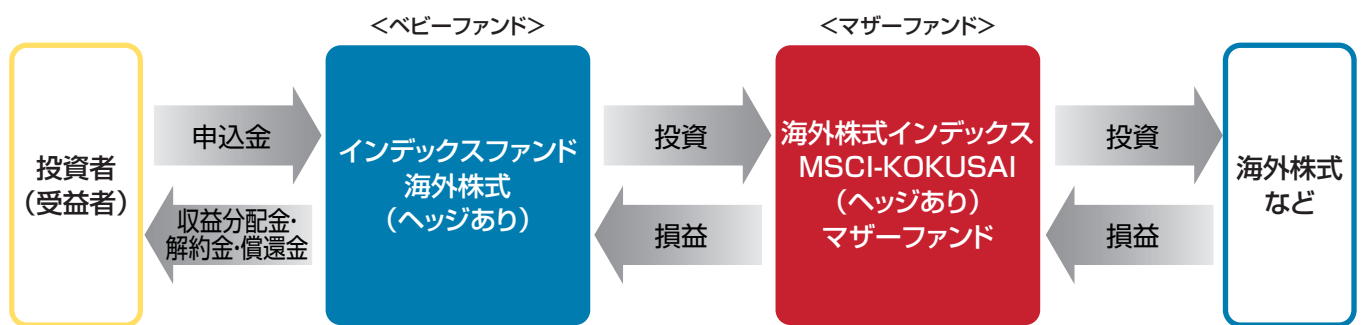 <ベビーファンド>
<マザーファンド>
投資者
(受益者)
申込金
収益分配金・
解約金・償還金
インデックスファンド
海外株式
(ヘッジあり)
投資
損益
海外株式インデックス
MSCI-KOKUSAI
(ヘッジあり)
マザーファンド
投資
損益
海外株式
など